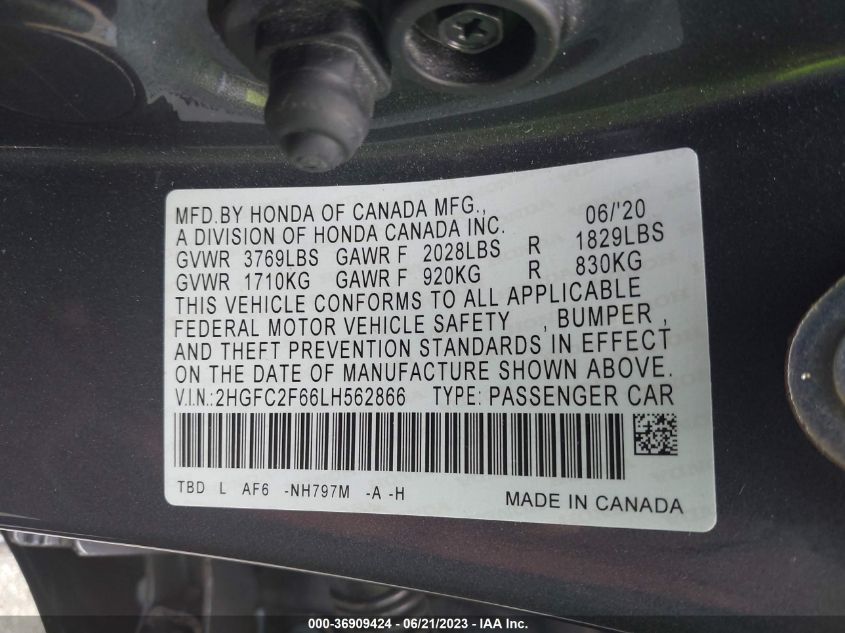 MFD.BY HONDA OF CANADA MFG., 06/'20
A DIVISION OF HONDA CANADA INC.
GVWR 3769LBS GAWR F 2028LBS R 1829LBS
GVWR 1710KG GAWR F 920KG R 830KG
THIS VEHICLE CONFORMS TO ALL APPLICABLE
FEDERAL MOTOR VEHICLE SAFETY , BUMPER ,
AND THEFT PREVENTION STANDARDS IN EFFECT
ON THE DATE OF MANUFACTURE SHOWN ABOVE.
V.I.N.:2HGFC2F66LH562866 TYPE: PASSENGER CAR
TBD L AF6 -NH797M -A -H MADE IN CANADA
000-36909424 - 06/21/2023 - IAA Inc.